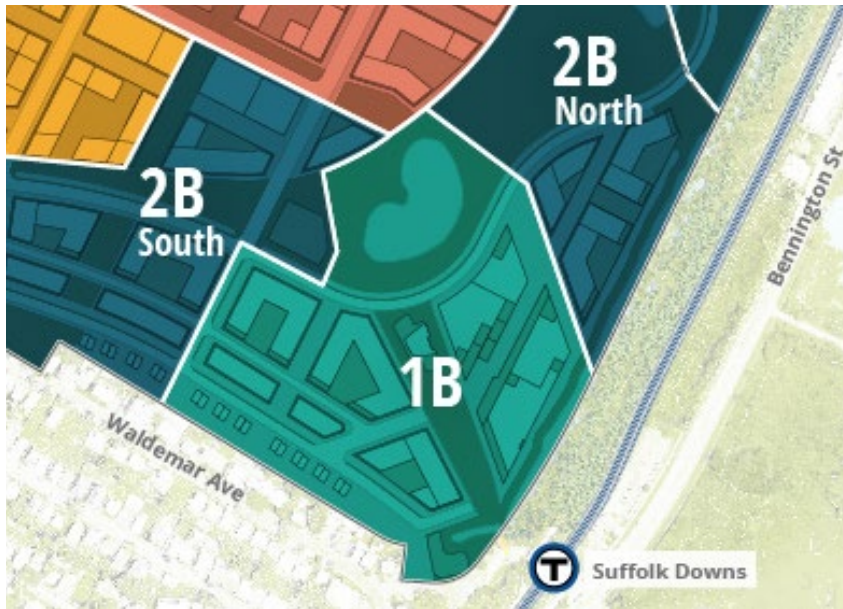 2B
North
2B
South
Bennington St
1B
Waldemar Ave
T
Suffolk Downs